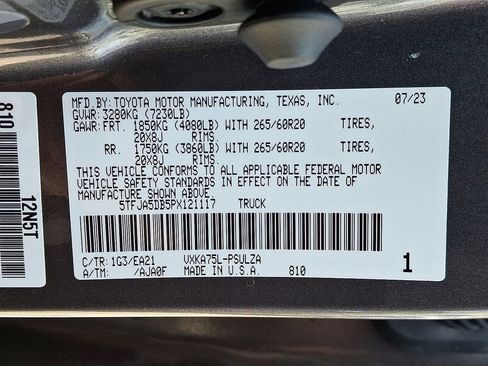 MFD.BY: TOYOTA MOTOR MANUFACTURING, TEXAS, INC. 07/23
GVWR: 3280KG (7230LB)
GAWR: FRT. 1850KG (4080LB) WITH 265/60R20 TIRES,
20X8J RIMS.
RR. 1750KG (3860LB) WITH 265/60R20 TIRES,
20X8J RIMS.
THIS VEHICLE CONFORMS TO ALL APPLICABLE FEDERAL MOTOR
VEHICLE SAFETY STANDARDS IN EFFECT ON THE DATE OF
MANUFACTURE SHOWN ABOVE.
5TFJA5DB5PX121117 TRUCK
C/TR: 1G3/EA21 VXKA75L-PSULZA
A/TM: /AJA0F MADE IN U.S.A. 810
1
810
12N5T